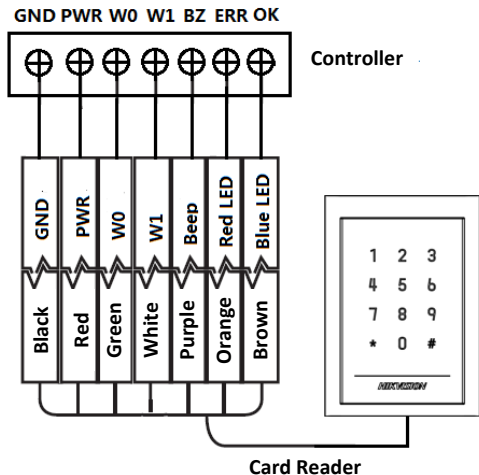 GND PWR W0 W1 BZ ERR OK
Controller
GND PWR W0 W1 Beep Red LED Blue LED
Black Red Green White Purple Orange Brown
1 2 3
4 5 6
7 8 9
* 0 #
HIKVISION
Card Reader